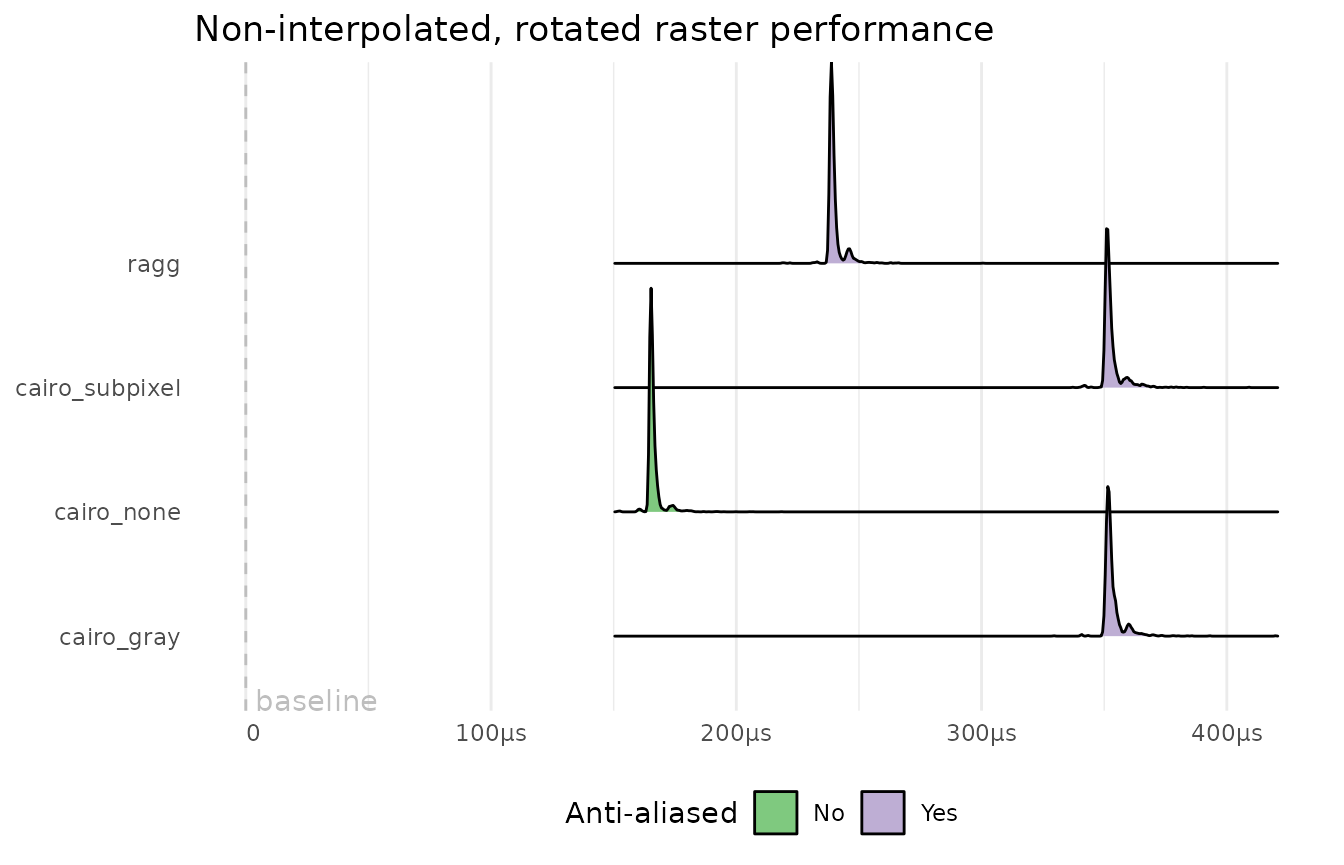 Non-interpolated, rotated raster performance
ragg
cairo_subpixel
cairo_none
cairo_gray
baseline
0 100µs 200µs 300µs 400µs
Anti-aliased No Yes